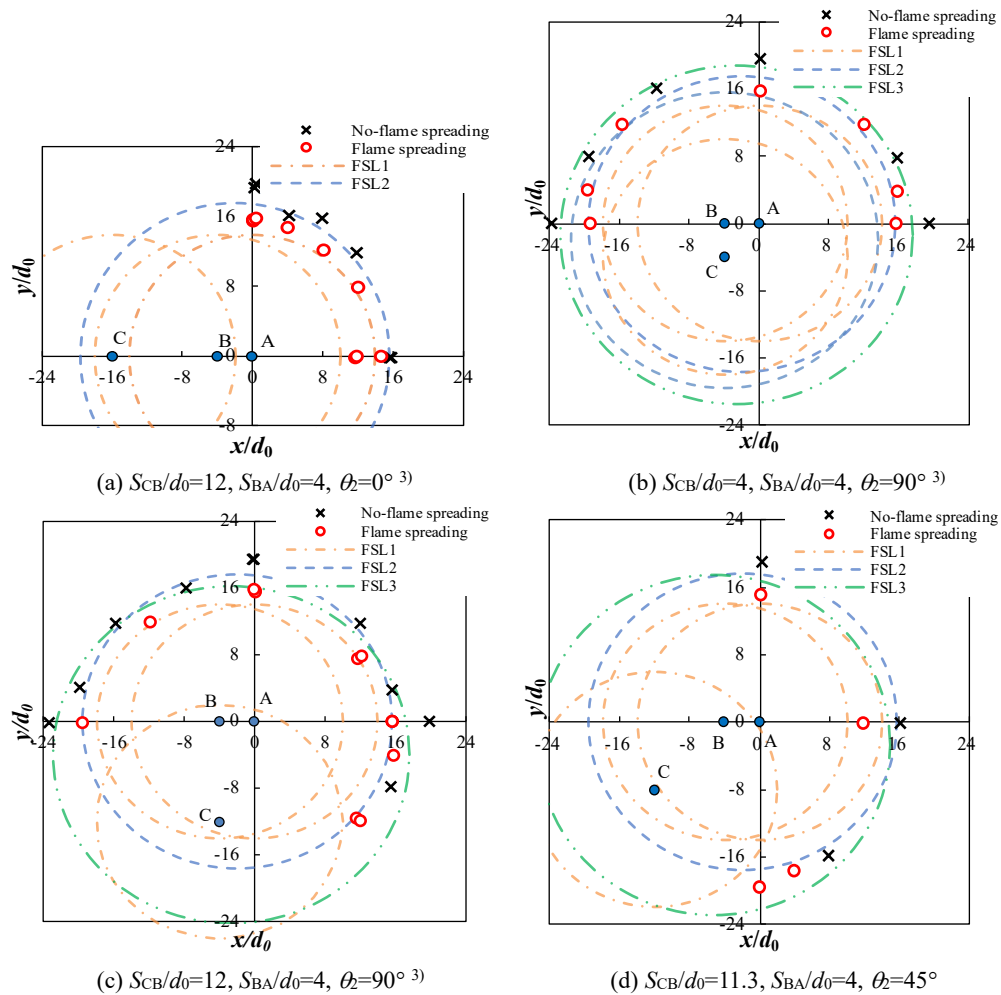 No-flame spreading
Flame spreading
FSL1
FSL2
24
16
8
0
-8
-24
-16
-8
0
8
16
24
C
B
A
y/d0
x/d0
(a) SCB/d0=12, SBA/d0=4, θ2=0° 3)
No-flame spreading
Flame spreading
FSL1
FSL2
FSL3
24
16
8
0
-8
-16
-24
-24
-16
-8
0
8
16
24
B
A
C
y/d0
x/d0
(b) SCB/d0=4, SBA/d0=4, θ2=90° 3)
No-flame spreading
Flame spreading
FSL1
FSL2
FSL3
24
16
8
0
-8
-16
-24
-24
-16
-8
0
8
16
24
B
A
C
y/d0
x/d0
(c) SCB/d0=12, SBA/d0=4, θ2=90° 3)
No-flame spreading
Flame spreading
FSL1
FSL2
FSL3
24
16
8
0
-8
-16
-24
-24
-16
-8
0
8
16
24
B
A
C
y/d0
x/d0
(d) SCB/d0=11.3, SBA/d0=4, θ2=45°